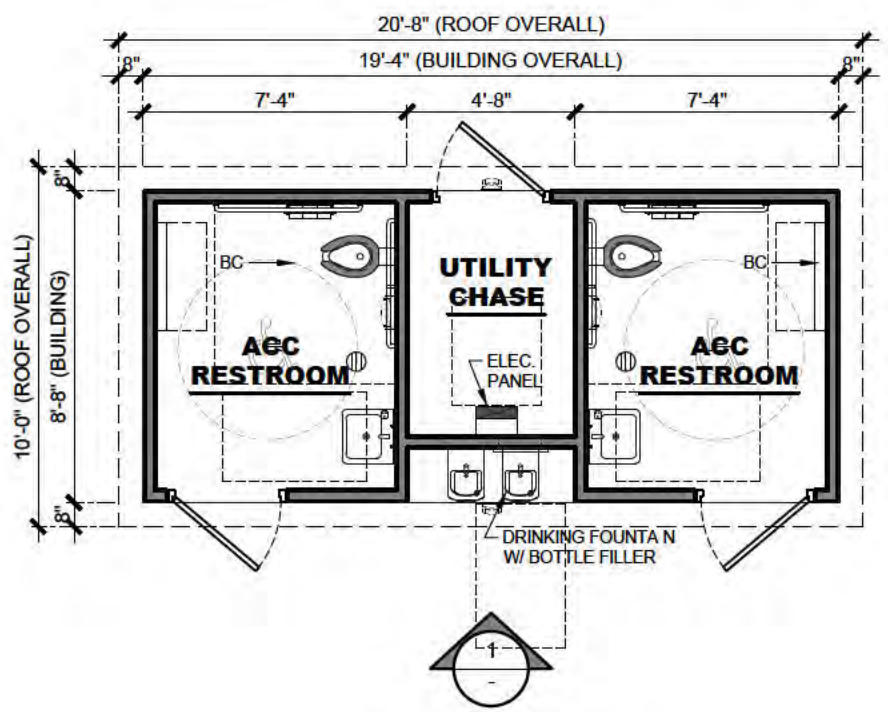 20'-8" (ROOF OVERALL)
8"
19'-4" (BUILDING OVERALL)
8"
7'-4"
4'-8"
7'-4"
8"
10'-0" (ROOF OVERALL)
8'-8" (BUILDING)
8"
BC
UTILITY
CHASE
BC
ACC
RESTROOM
ELEC.
PANEL
ACC
RESTROOM
DRINKING FOUNTA N
W/ BOTTLE FILLER
1
-